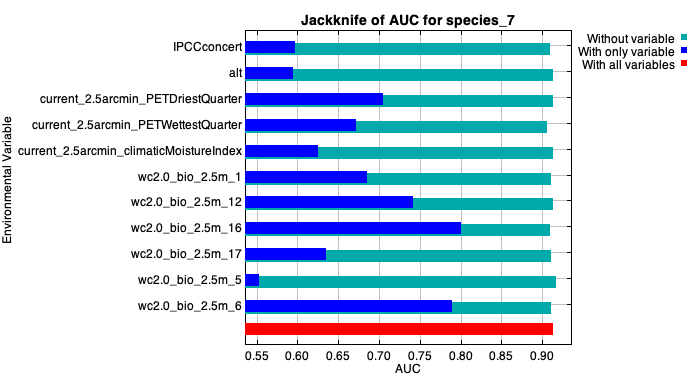 Jackknife of AUC for species_7
Without variable
With only variable
With all variables
Environmental Variable
IPCCconcert
alt
current_2.5arcmin_PETDriestQuarter
current_2.5arcmin_PETWettestQuarter
current_2.5arcmin_climaticMoistureIndex
wc2.0_bio_2.5m_1
wc2.0_bio_2.5m_12
wc2.0_bio_2.5m_16
wc2.0_bio_2.5m_17
wc2.0_bio_2.5m_5
wc2.0_bio_2.5m_6
0.55 0.60 0.65 0.70 0.75 0.80 0.85 0.90
AUC